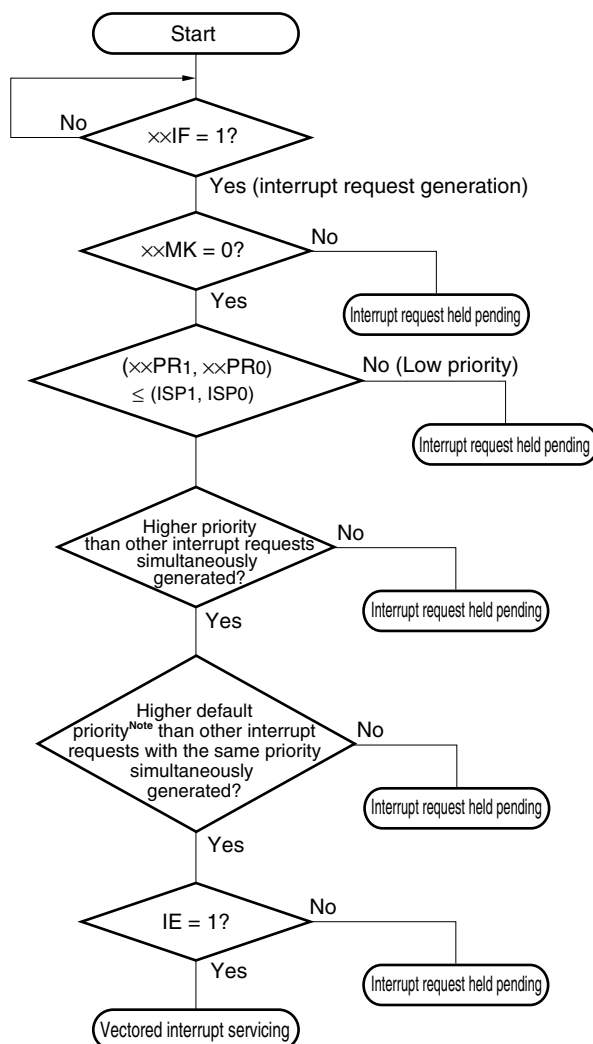 Start
No
××IF = 1?
Yes (interrupt request generation)
No
××MK = 0?
Yes
Interrupt request held pending
(××PR1, ××PR0)
≤ (ISP1, ISP0)
No (Low priority)
Interrupt request held pending
Higher priority
than other interrupt requests
simultaneously
generated?
No
Interrupt request held pending
Yes
Higher default
priorityNote than other interrupt
requests with the same priority
simultaneously
generated?
No
Interrupt request held pending
Yes
IE = 1?
No
Interrupt request held pending
Yes
Vectored interrupt servicing